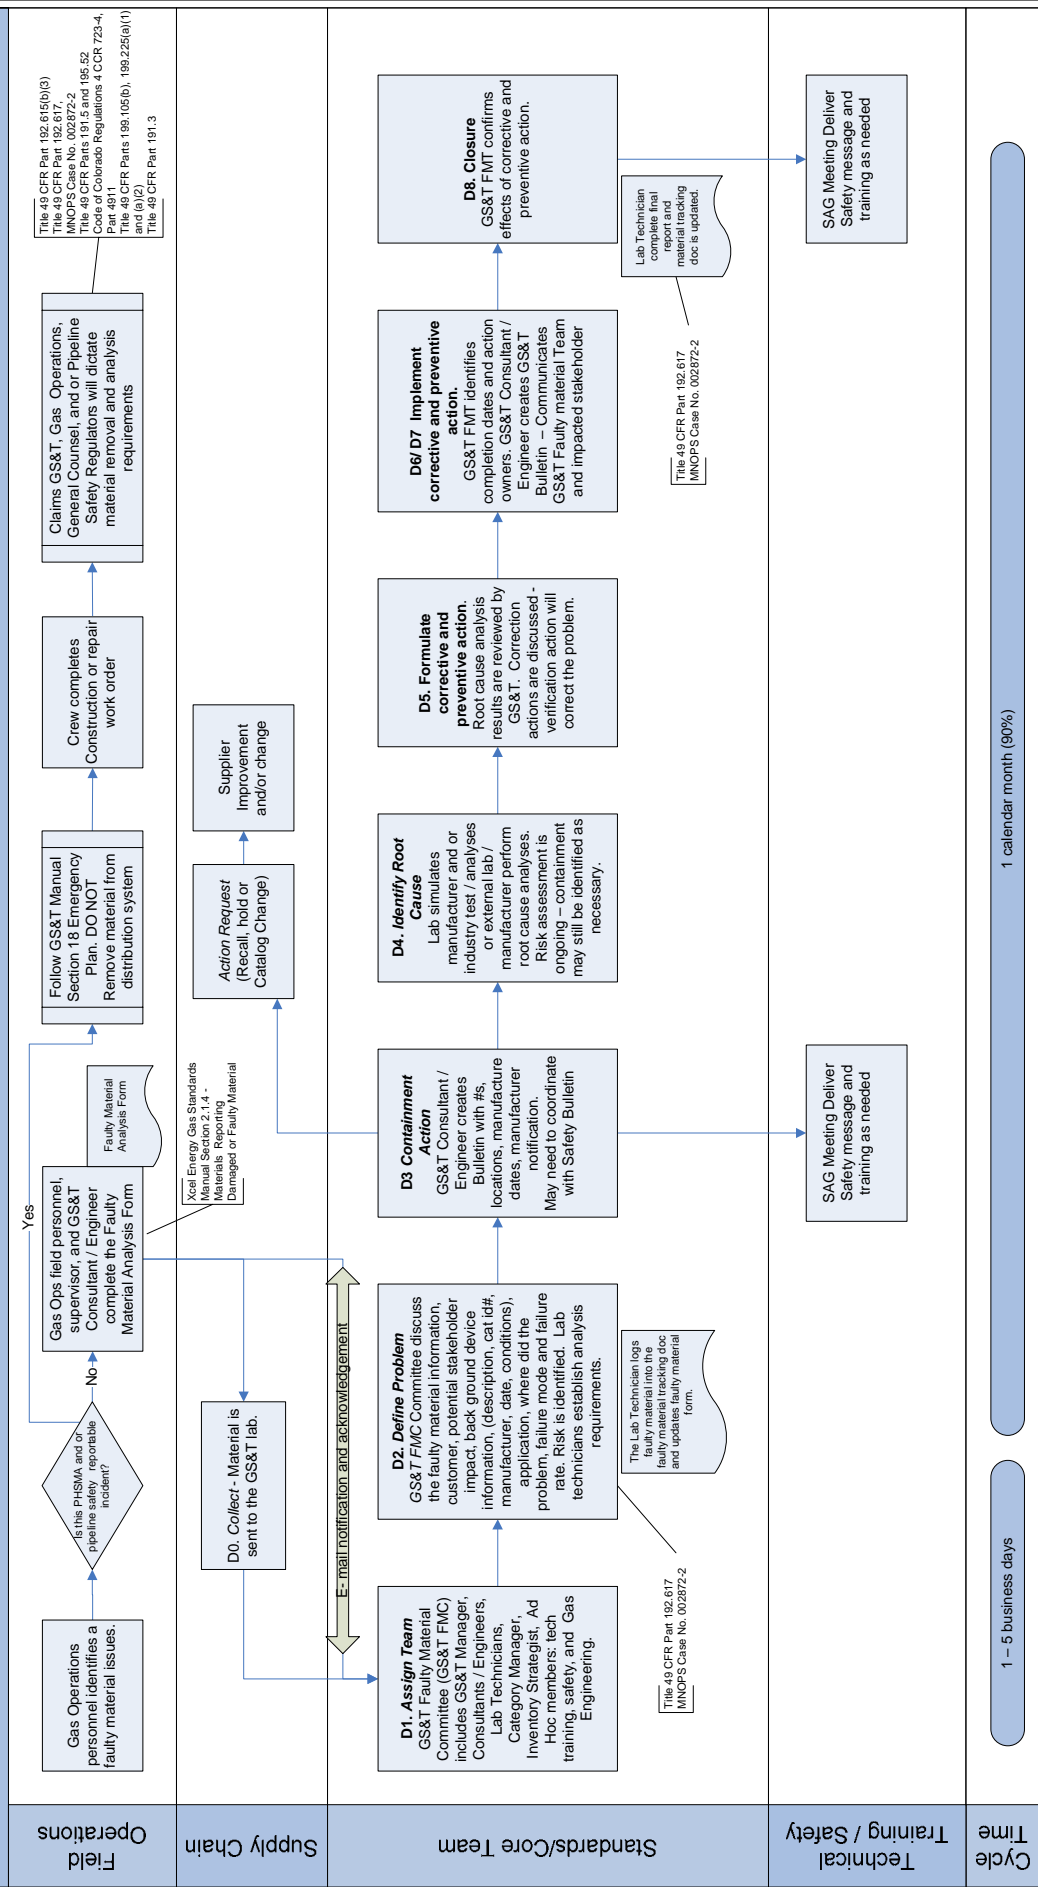 Field
Operations
Gas Operations
personnel identifies a
faulty material issues.
Is this PHSMA and or
pipeline safety reportable
incident?
Yes
No
Gas Ops field personnel,
supervisor, and GS&T
Consultant / Engineer
complete the Faulty
Material Analysis Form
Faulty Material
Analysis Form
Xcel Energy Gas Standards
Manual Section 2.1.4 -
Materials Reporting
Damaged or Faulty Material
Follow GS&T Manual
Section 18 Emergency
Plan. DO NOT
Remove material from
distribution system
Crew completes
Construction or repair
work order
Claims GS&T, Gas Operations,
General Counsel, and or Pipeline
Safety Regulators will dictate
material removal and analysis
requirements
Title 49 CFR Part 192.615(b)(3)
Title 49 CFR Part 192.617,
MNOPS Case No. 002872-2
Title 49 CFR Parts 191.5 and 195.52
Code of Colorado Regulations 4 CCR 723-4,
Part 4911
Title 49 CFR Parts 199.105(b), 199.225(a)(1)
and (a)(2)
Title 49 CFR Part 191.3
Supply Chain
D0. Collect - Material is
sent to the GS&T lab.
Action Request
(Recall, hold or
Catalog Change)
Supplier
Improvement
and/or change
E- mail notification and acknowledgement
Standards/Core Team
D1. Assign Team
GS&T Faulty Material
Committee (GS&T FMC)
includes GS&T Manager,
Consultants / Engineers,
Lab Technicians,
Category Manager,
Inventory Strategist, Ad
Hoc members: tech
training, safety, and Gas
Engineering.
Title 49 CFR Part 192.617
MNOPS Case No. 002872-2
D2. Define Problem
GS&T FMC Committee discuss
the faulty material information,
customer, potential stakeholder
impact, back ground device
information, (description, cat id#,
manufacturer, date, conditions),
application, where did the
problem, failure mode and failure
rate. Risk is identified. Lab
technicians establish analysis
requirements.
The Lab Technician logs
faulty material into the
faulty material tracking doc
and updates faulty material
form.
D3 Containment
Action
GS&T Consultant /
Engineer creates
Bulletin with #s,
locations, manufacture
dates, manufacturer
notification.
May need to coordinate
with Safety Bulletin
D4. Identify Root
Cause
Lab simulates
manufacturer and or
industry test / analyses
or external lab /
manufacturer perform
root cause analyses.
Risk assessment is
ongoing – containment
may still be identified as
necessary.
D5. Formulate
corrective and
preventive action.
Root cause analysis
results are reviewed by
GS&T. Correction
actions are discussed -
verification action will
correct the problem.
D6/ D7 Implement
corrective and preventive
action.
GS&T FMT identifies
completion dates and action
owners. GS&T Consultant /
Engineer creates GS&T
Bulletin – Communicates
GS&T Faulty material Team
and impacted stakeholder
Title 49 CFR Part 192.617
MNOPS Case No. 002872-2
D8. Closure
GS&T FMT confirms
effects of corrective and
preventive action.
Lab Technician
complete final
report and
material tracking
doc is updated.
Technical
Training / Safety
SAG Meeting Deliver
Safety message and
training as needed
SAG Meeting Deliver
Safety message and
training as needed
Cycle
Time
1 – 5 business days
1 calendar month (90%)